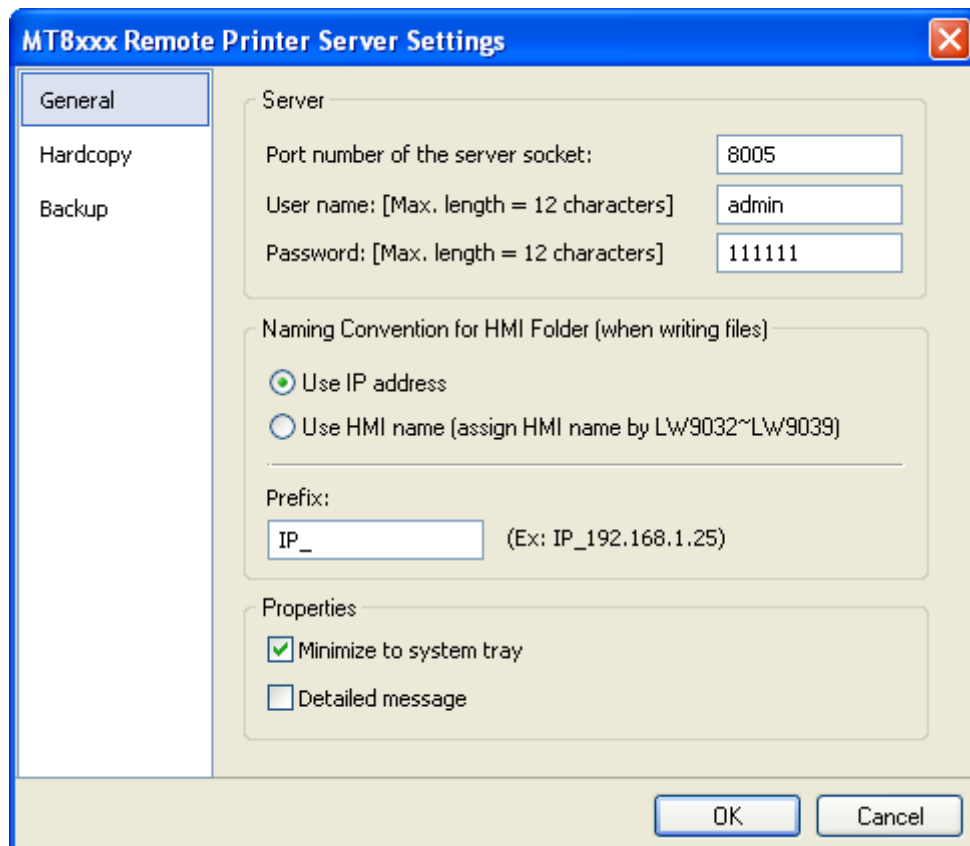 MT8xxx Remote Printer Server Settings
General
Hardcopy
Backup
Server
Port number of the server socket: 8005
User name: [Max. length = 12 characters] admin
Password: [Max. length = 12 characters] 111111
Naming Convention for HMI Folder (when writing files)
Use IP address
Use HMI name (assign HMI name by LW9032~LW9039)
Prefix:
IP_ (Ex: IP_192.168.1.25)
Properties
Minimize to system tray
Detailed message
OK Cancel